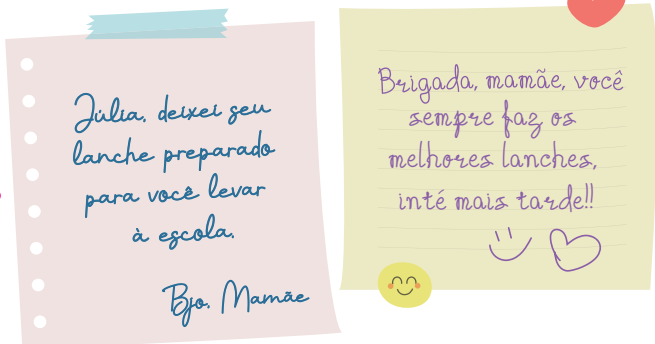 Júlia, deixei seu
lanche preparado
para você levar
à escola.
Bjo. Mamãe
Brigada, mamãe, você
sempre faz os
melhores lanches,
inté mais tarde!!